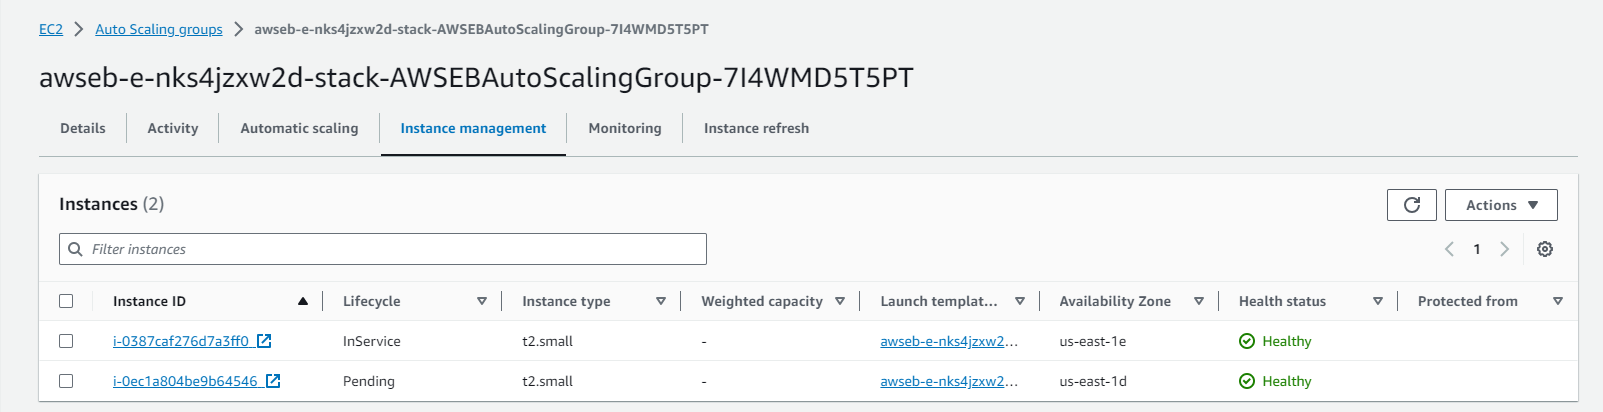 EC2 > Auto Scaling groups > awseb-e-nks4jzxw2d-stack-AWSEBAutoScalingGroup-7I4WMD5T5PT
awseb-e-nks4jzxw2d-stack-AWSEBAutoScalingGroup-7I4WMD5T5PT
Details Activity Automatic scaling Instance management Monitoring Instance refresh
Instances (2) Actions
Filter instances 1
Instance ID Lifecycle Instance type Weighted capacity Launch templat... Availability Zone Health status Protected from
i-0387caf276d7a3ff0 InService t2.small - awseb-e-nks4jzxw2... us-east-1e Healthy
i-0ec1a804be9b64546 Pending t2.small - awseb-e-nks4jzxw2... us-east-1d Healthy